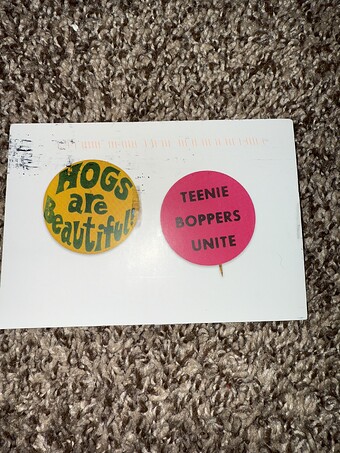 HOGS
are
Beautiful!
TEENIE
BOPPERS
UNITE